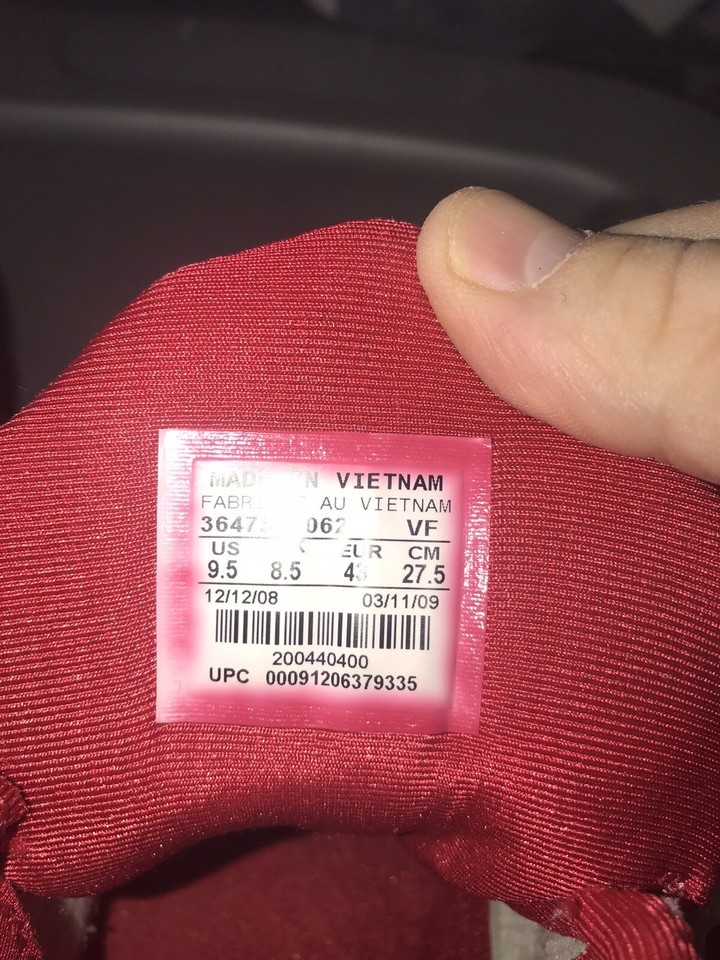 VIETNAM
AU VIETNAM
VF
US EUR CM
9.5 8.5 43 27.5
12/12/08 03/11/09
200440400
UPC 00091206379335